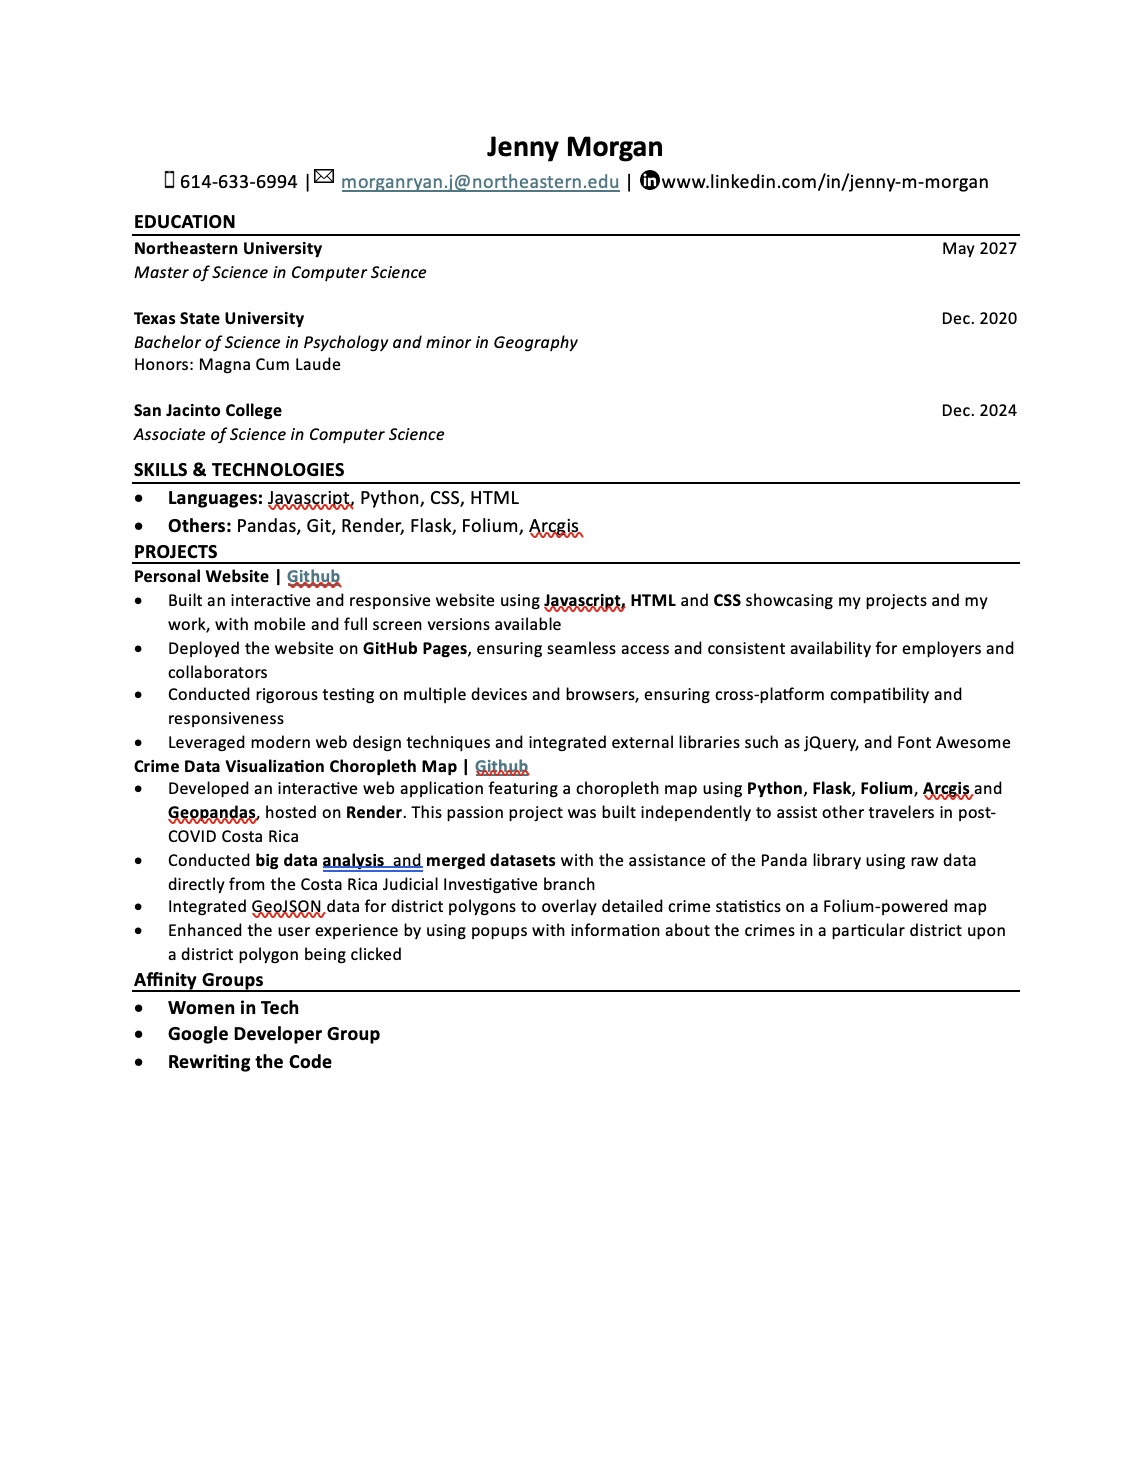 Jenny Morgan
614-633-6994 | morganryan.j@northeastern.edu | in www.linkedin.com/in/jenny-m-morgan
EDUCATION
Northeastern University May 2027
Master of Science in Computer Science
Texas State University Dec. 2020
Bachelor of Science in Psychology and minor in Geography
Honors: Magna Cum Laude
San Jacinto College Dec. 2024
Associate of Science in Computer Science
SKILLS & TECHNOLOGIES
• Languages: Javascript, Python, CSS, HTML
• Others: Pandas, Git, Render, Flask, Folium, Arcgis
PROJECTS
Personal Website | Github
• Built an interactive and responsive website using Javascript, HTML and CSS showcasing my projects and my
work, with mobile and full screen versions available
• Deployed the website on GitHub Pages, ensuring seamless access and consistent availability for employers and
collaborators
• Conducted rigorous testing on multiple devices and browsers, ensuring cross-platform compatibility and
responsiveness
• Leveraged modern web design techniques and integrated external libraries such as jQuery, and Font Awesome
Crime Data Visualization Choropleth Map | Github
• Developed an interactive web application featuring a choropleth map using Python, Flask, Folium, Arcgis and
Geopandas, hosted on Render. This passion project was built independently to assist other travelers in post-
COVID Costa Rica
• Conducted big data analysis  and merged datasets with the assistance of the Panda library using raw data
directly from the Costa Rica Judicial Investigative branch
• Integrated GeoJSON data for district polygons to overlay detailed crime statistics on a Folium-powered map
• Enhanced the user experience by using popups with information about the crimes in a particular district upon
a district polygon being clicked
Affinity Groups
• Women in Tech
• Google Developer Group
• Rewriting the Code